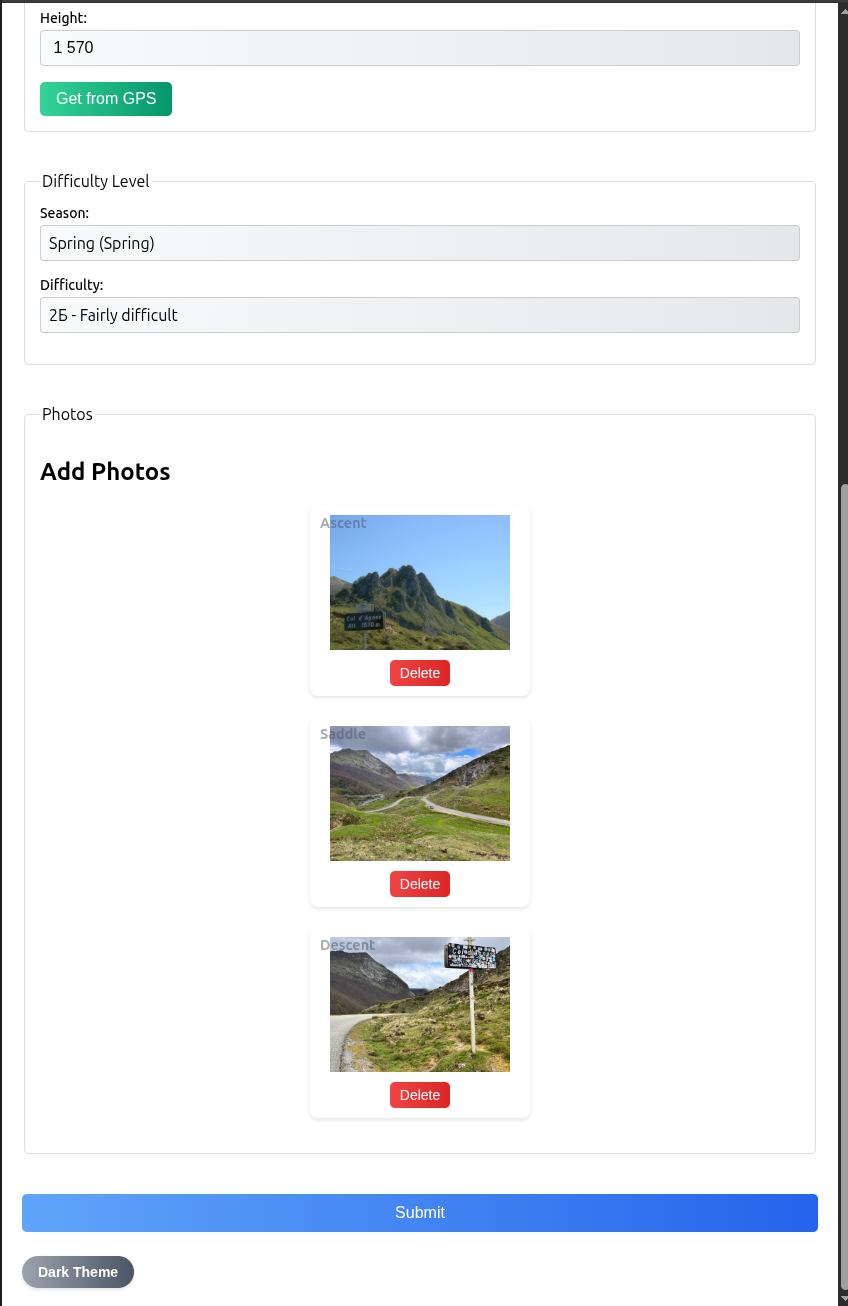 Height:
1 570
Get from GPS
Difficulty Level
Season:
Spring (Spring)
Difficulty:
2Б - Fairly difficult
Photos
Add Photos
Ascent
Col d'Agnes
Alt. 1570m
Delete
Saddle
Delete
Descent
Delete
Submit
Dark Theme